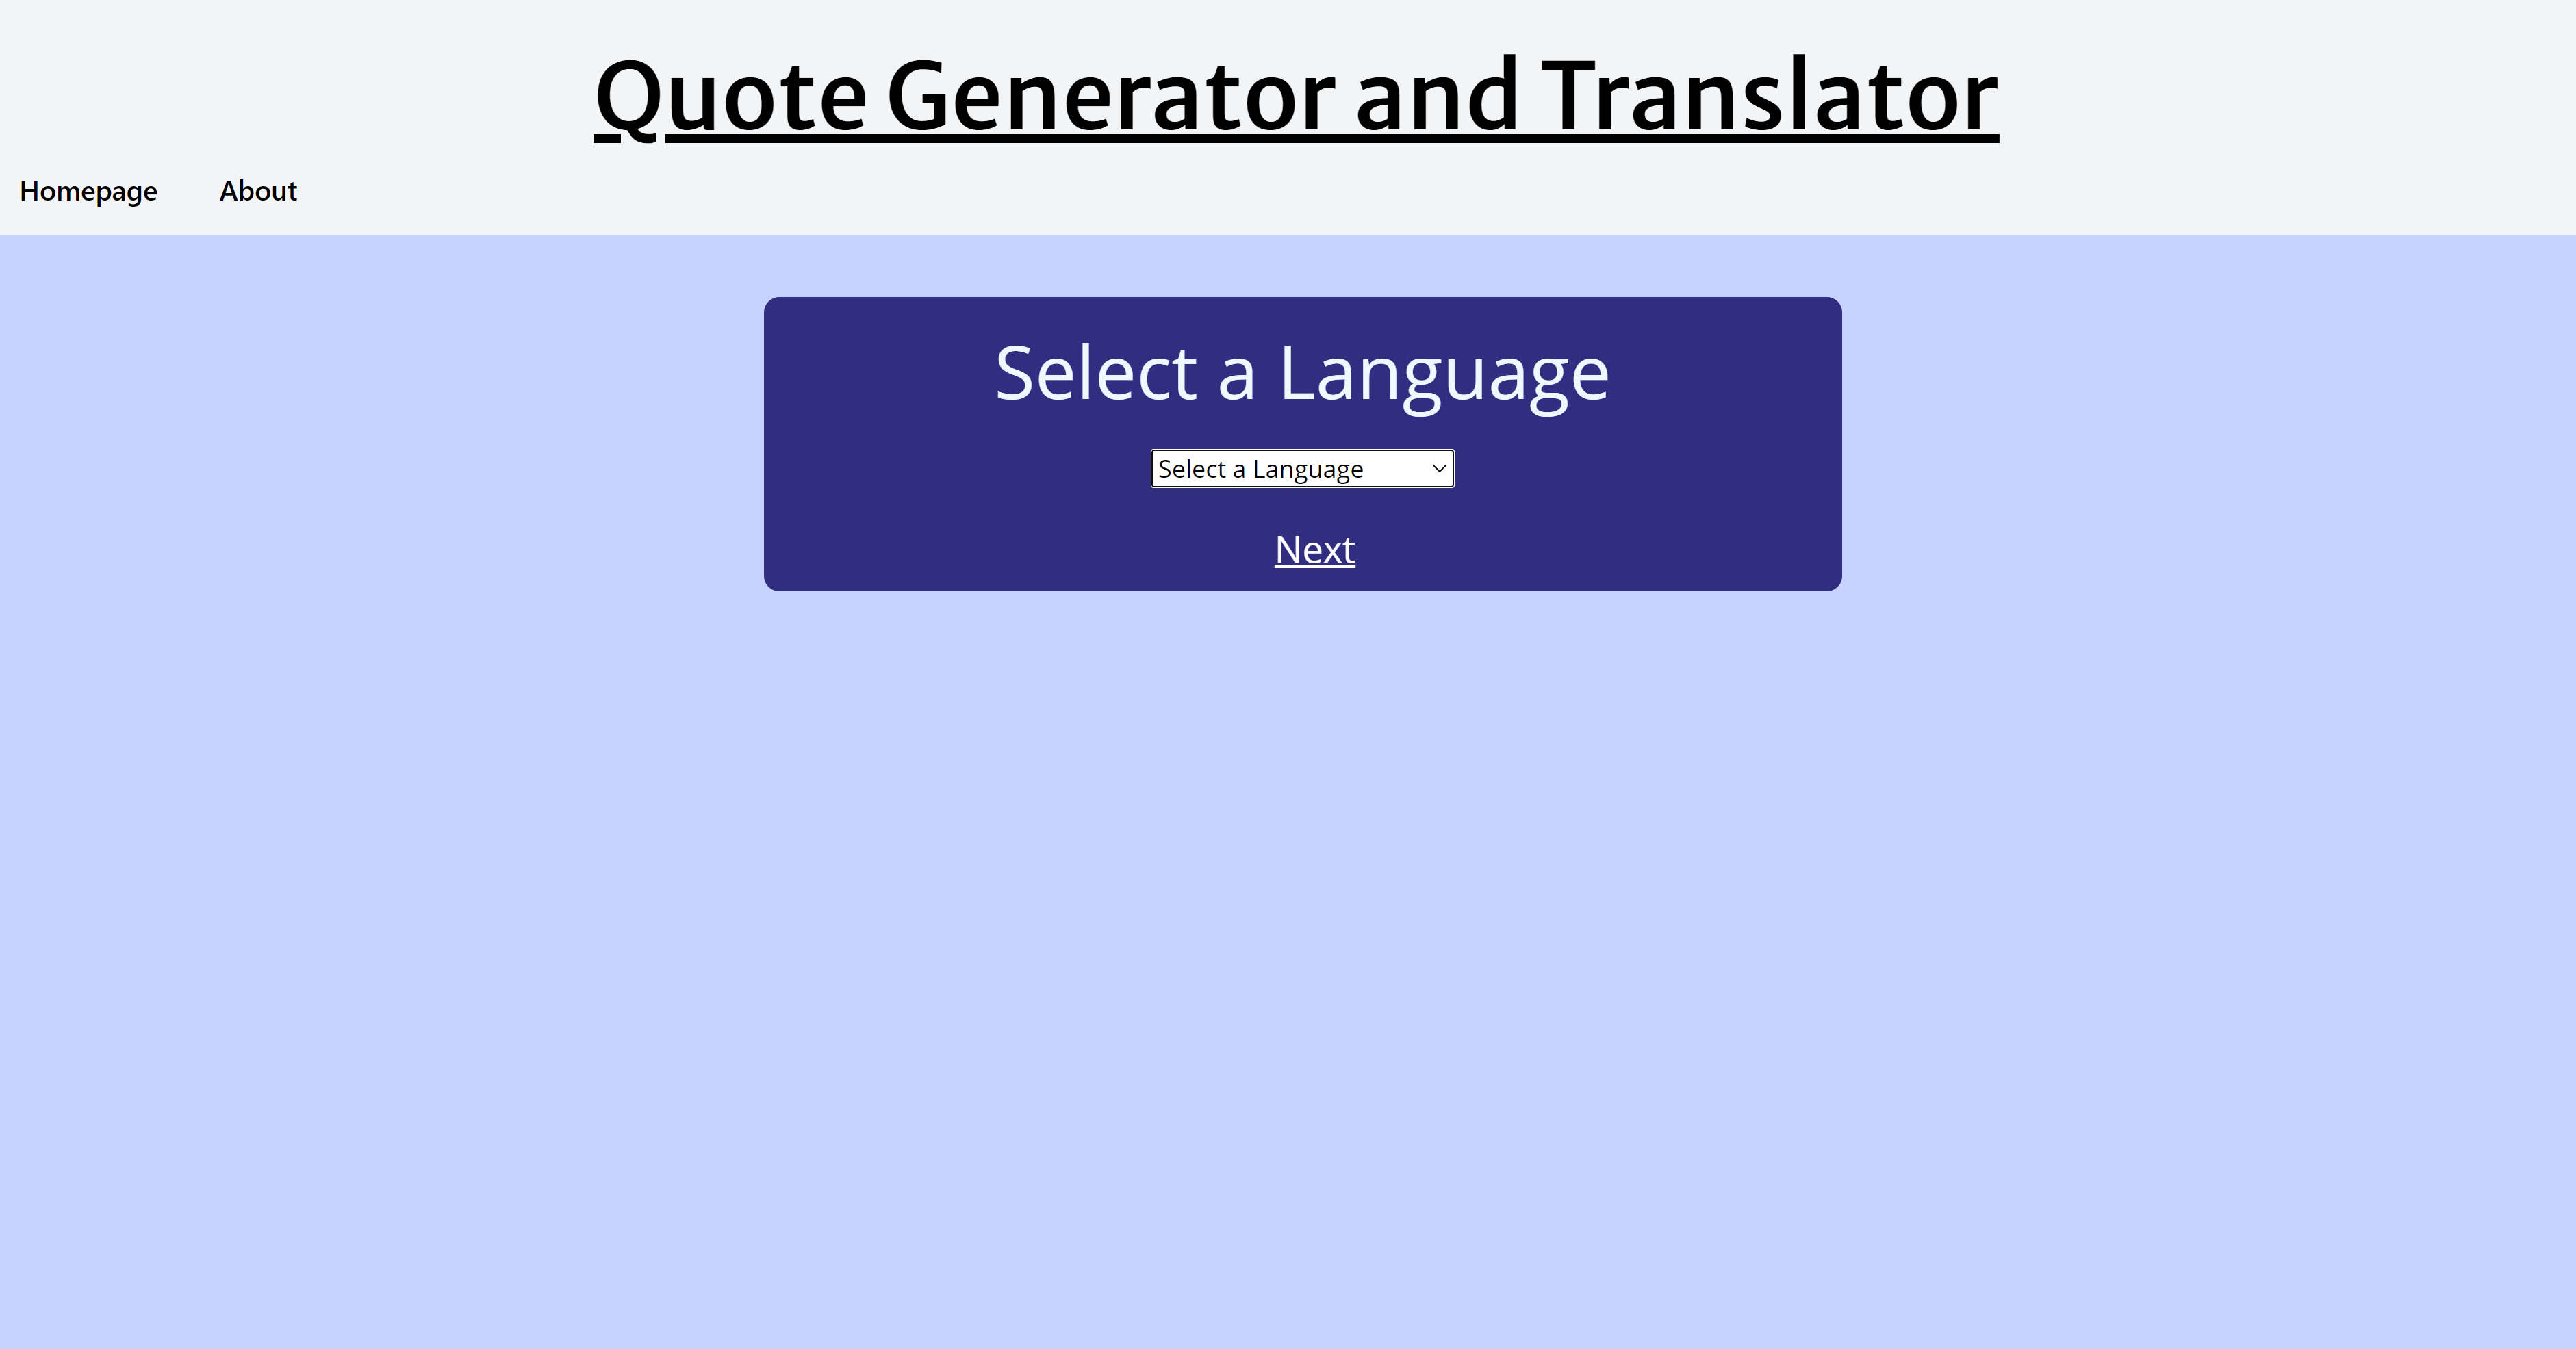 Quote Generator and Translator
Homepage About
Select a Language
Select a Language
Next